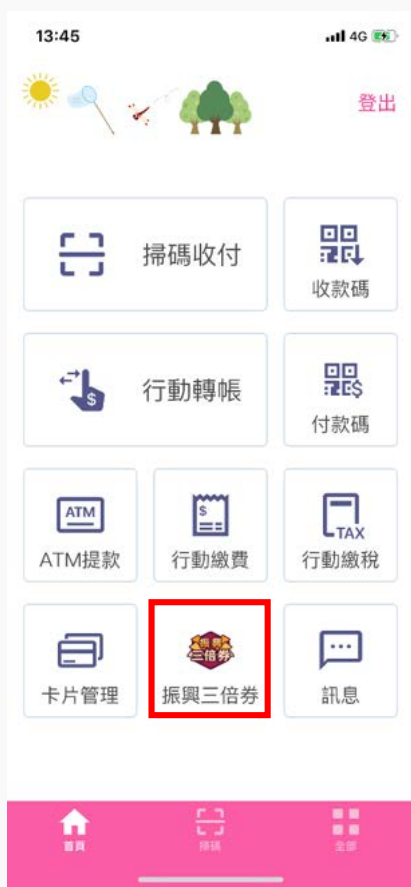 13:45
4G
登出
掃碼收付
收款碼
$
行動轉帳
$
付款碼
ATM
$
TAX
ATM提款
行動繳費
行動繳稅
振興
三倍券
卡片管理
振興三倍券
訊息
首頁
掃碼
全部